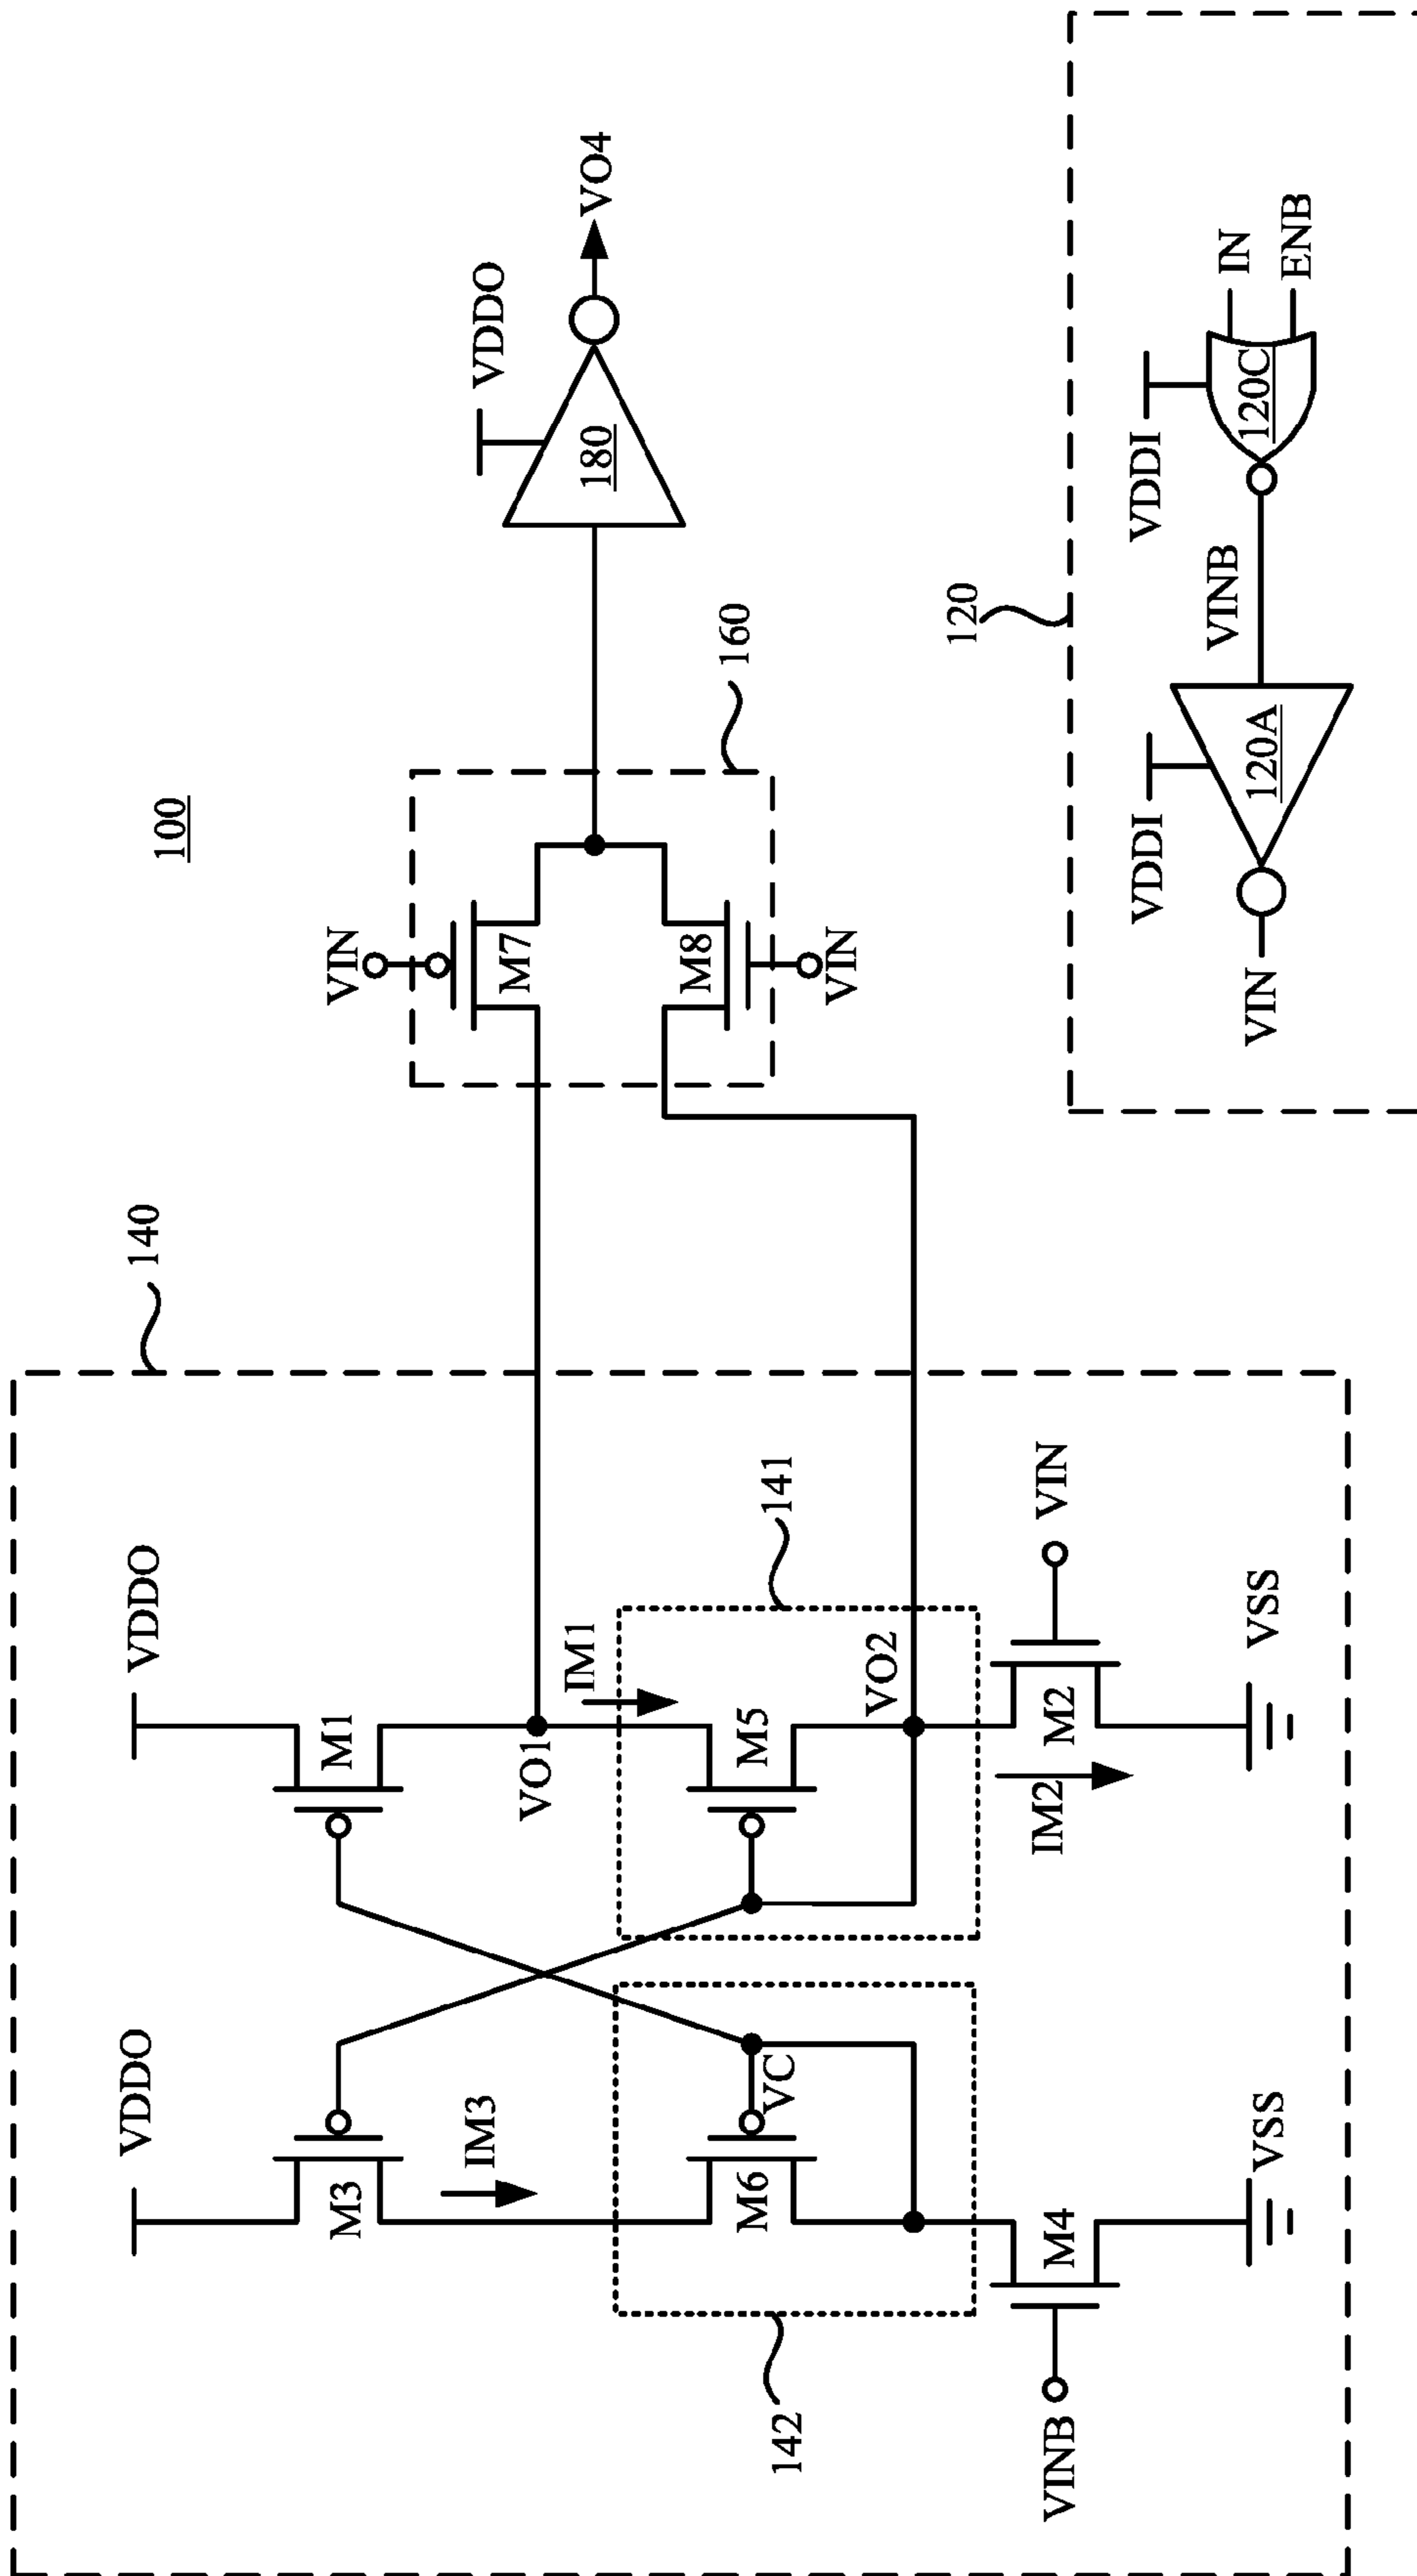 100
140
VDDO
VDDO
M3
M1
IM3
VO1
IM1
141
142
M6
VC
M5
VO2
VINB
M4
M2
VIN
IM2
VSS
VSS
160
VIN
M7
M8
VIN
VDDO
180
VO4
120
VDDI
VDDI
VIN
120A
VINB
120C
IN
ENB